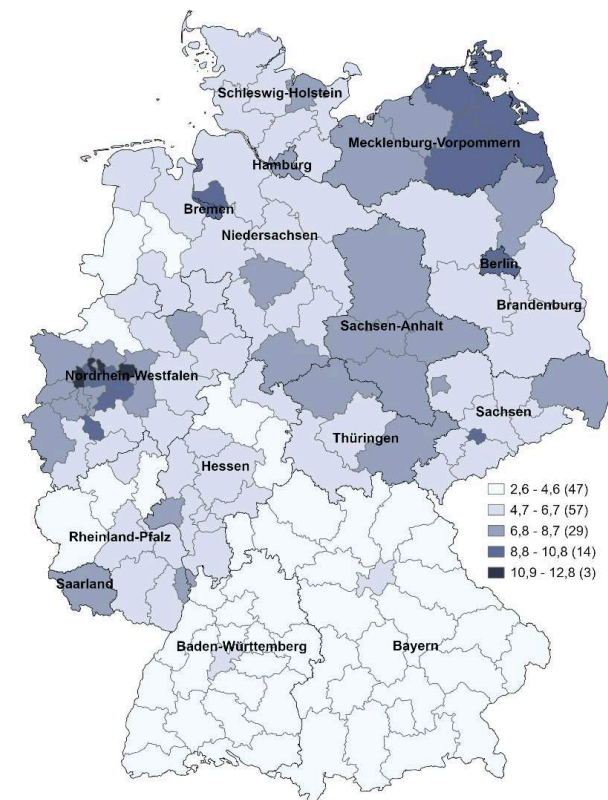 Schleswig-Holstein
Mecklenburg-Vorpommern
Hamburg
Bremen
Niedersachsen
Berlin
Brandenburg
Sachsen-Anhalt
Nordrhein-Westfalen
Sachsen
Thüringen
Hessen
2,6 - 4,6 (47)
4,7 - 6,7 (57)
6,8 - 8,7 (29)
8,8 - 10,8 (14)
10,9 - 12,8 (3)
Rheinland-Pfalz
Saarland
Baden-Württemberg
Bayern